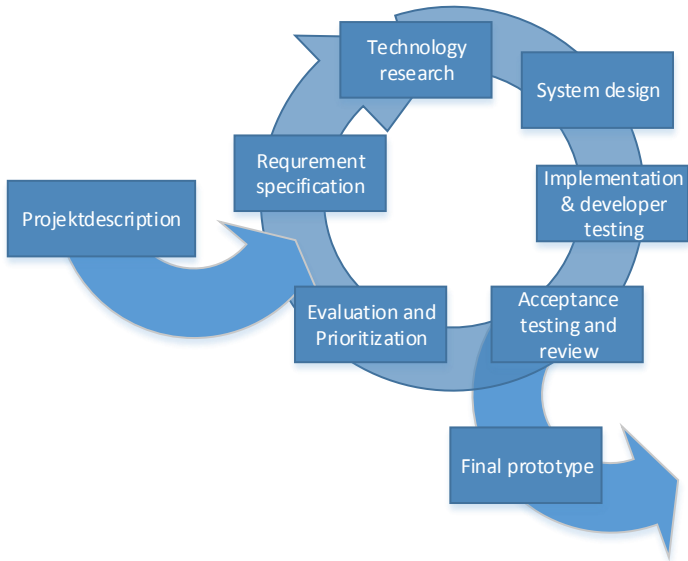 Technology
research
System design
Requrement
specification
Implementation
& developer
testing
Projektdescription
Evaluation and
Prioritization
Acceptance
testing and
review
Final prototype